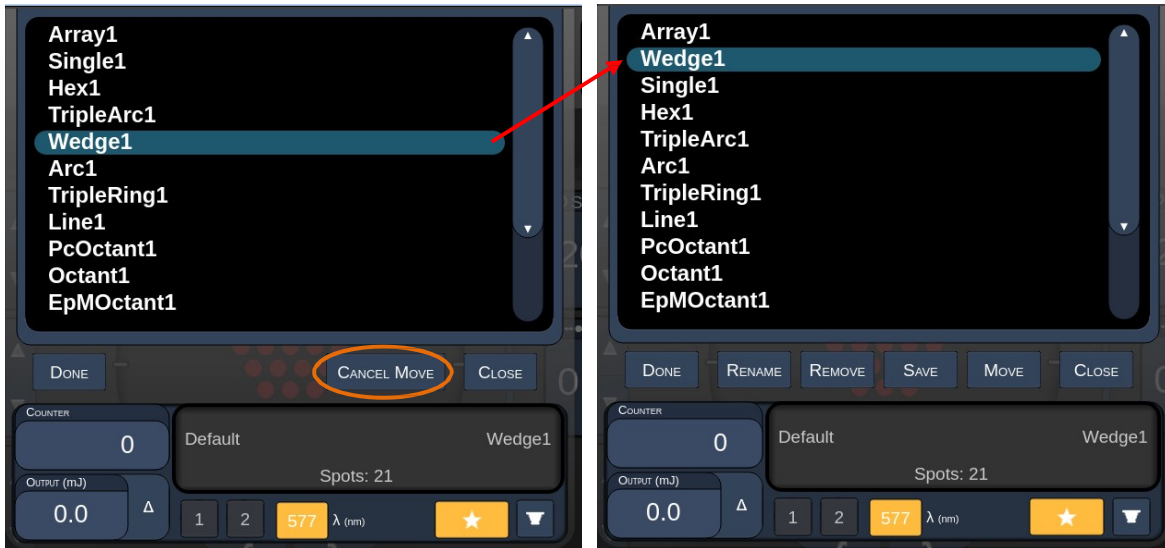 Array1
Single1
Hex1
TripleArc1
Wedge1
Arc1
TripleRing1
Line1
PcOctant1
Octant1
EpMOctant1
DONE
CANCEL MOVE
CLOSE
COUNTER
0
Default
Wedge1
Spots: 21
OUTPUT (mJ)
0.0
Δ
1
2
577
λ (nm)
Array1
Wedge1
Single1
Hex1
TripleArc1
Arc1
TripleRing1
Line1
PcOctant1
Octant1
EpMOctant1
DONE
RENAME
REMOVE
SAVE
MOVE
CLOSE
COUNTER
0
Default
Wedge1
Spots: 21
OUTPUT (mJ)
0.0
Δ
1
2
577
λ (nm)